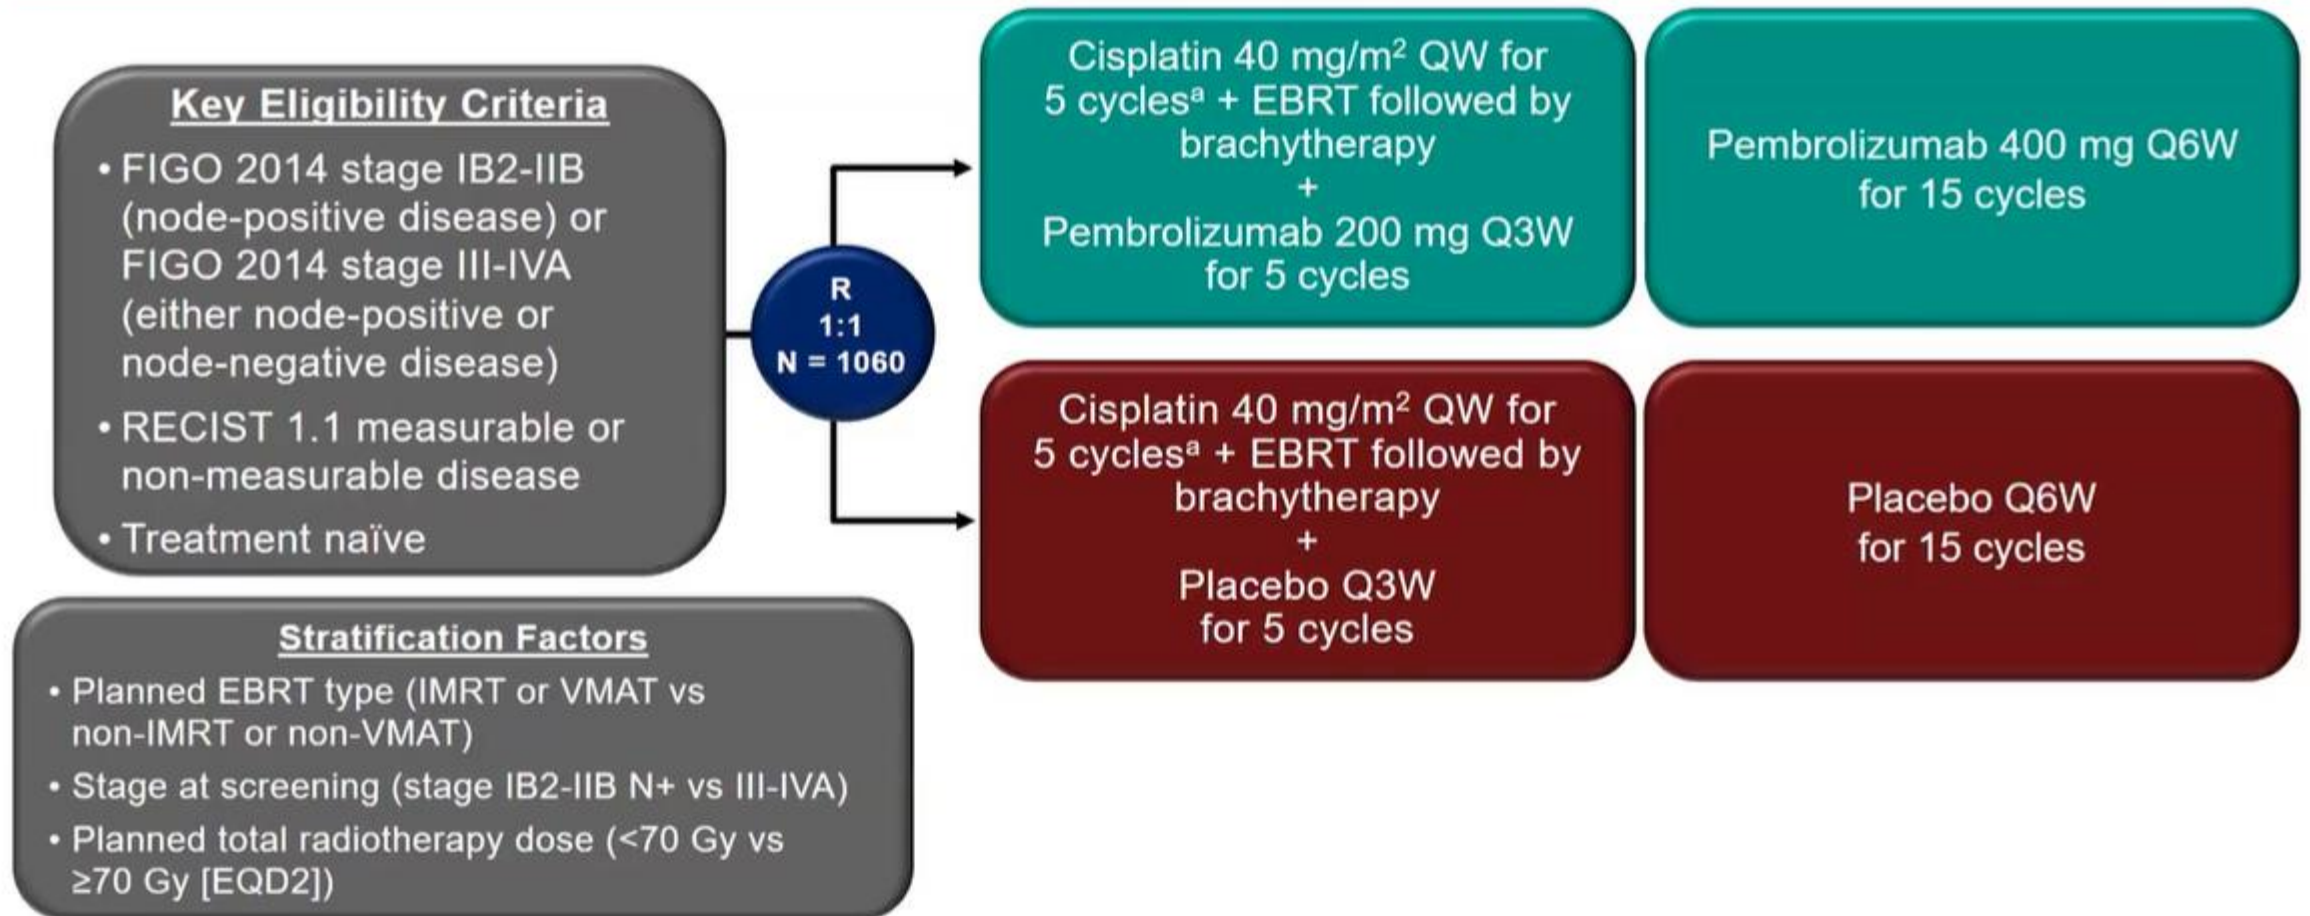 Key Eligibility Criteria
• FIGO 2014 stage IB2-IIB
(node-positive disease) or
FIGO 2014 stage III-IVA
(either node-positive or
node-negative disease)
• RECIST 1.1 measurable or
non-measurable disease
• Treatment naïve
Stratification Factors
• Planned EBRT type (IMRT or VMAT vs
non-IMRT or non-VMAT)
• Stage at screening (stage IB2-IIB N+ vs III-IVA)
• Planned total radiotherapy dose (<70 Gy vs
≥70 Gy [EQD2])
R
1:1
N = 1060
Cisplatin 40 mg/m² QW for
5 cyclesᵃ + EBRT followed by
brachytherapy
+
Pembrolizumab 200 mg Q3W
for 5 cycles
Pembrolizumab 400 mg Q6W
for 15 cycles
Cisplatin 40 mg/m² QW for
5 cyclesᵃ + EBRT followed by
brachytherapy
+
Placebo Q3W
for 5 cycles
Placebo Q6W
for 15 cycles